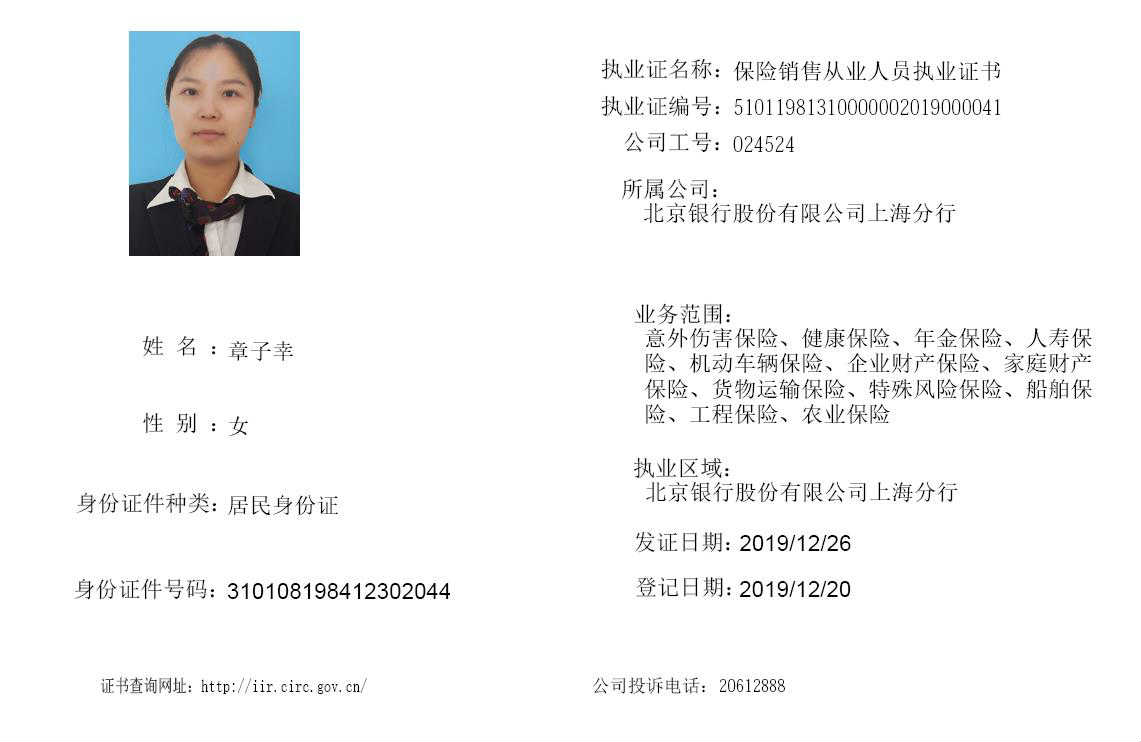 姓 名 ：章子幸
性 别 ：女
身份证件种类：居民身份证
身份证件号码：310108198412302044
证书查询网址：http://iir.circ.gov.cn/
执业证名称：保险销售从业人员执业证书
执业证编号：51011981310000002019000041
公司工号：024524
所属公司：
北京银行股份有限公司上海分行
业务范围：
意外伤害保险、健康保险、年金保险、人寿保
险、机动车辆保险、企业财产保险、家庭财产
保险、货物运输保险、特殊风险保险、船舶保
险、工程保险、农业保险
执业区域：
北京银行股份有限公司上海分行
发证日期：2019/12/26
登记日期：2019/12/20
公司投诉电话：20612888